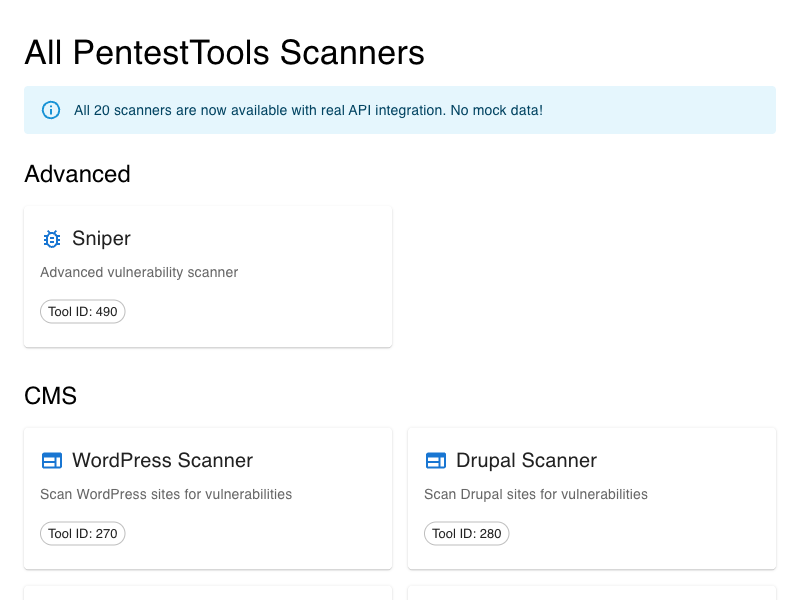 All PentestTools Scanners
All 20 scanners are now available with real API integration. No mock data!
Advanced
Sniper
Advanced vulnerability scanner
Tool ID: 490
CMS
WordPress Scanner
Scan WordPress sites for vulnerabilities
Tool ID: 270
Drupal Scanner
Scan Drupal sites for vulnerabilities
Tool ID: 280